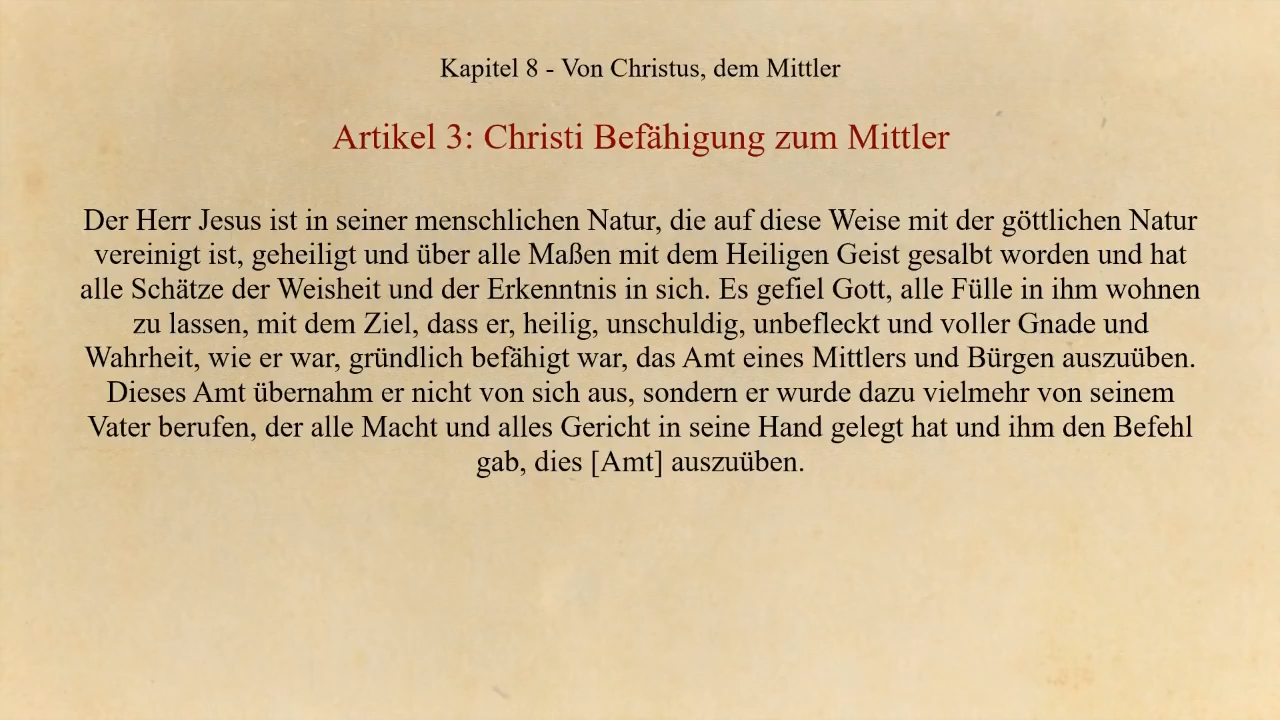 Kapitel 8 - Von Christus, dem Mittler
Artikel 3: Christi Befähigung zum Mittler
Der Herr Jesus ist in seiner menschlichen Natur, die auf diese Weise mit der göttlichen Natur
vereinigt ist, geheiligt und über alle Maßen mit dem Heiligen Geist gesalbt worden und hat
alle Schätze der Weisheit und der Erkenntnis in sich. Es gefiel Gott, alle Fülle in ihm wohnen
zu lassen, mit dem Ziel, dass er, heilig, unschuldig, unbefleckt und voller Gnade und
Wahrheit, wie er war, gründlich befähigt war, das Amt eines Mittlers und Bürgen auszuüben.
Dieses Amt übernahm er nicht von sich aus, sondern er wurde dazu vielmehr von seinem
Vater berufen, der alle Macht und alles Gericht in seine Hand gelegt hat und ihm den Befehl
gab, dies [Amt] auszuüben.